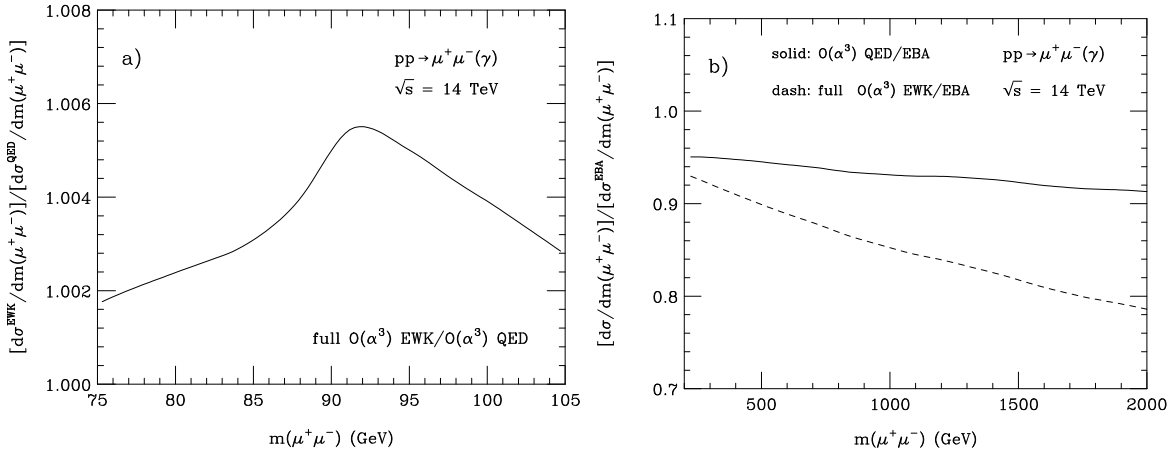 [dσ^EWK/dm(μ⁺μ⁻)]/[dσ^QED/dm(μ⁺μ⁻)]
1.008
1.006
1.004
1.002
1.000
a)
pp→μ⁺μ⁻(γ)
√s = 14 TeV
full O(α³) EWK/O(α³) QED
75 80 85 90 95 100 105
m(μ⁺μ⁻) (GeV)
[dσ/dm(μ⁺μ⁻)]/[dσ^EBA/dm(μ⁺μ⁻)]
1.1
1.0
0.9
0.8
0.7
solid: O(α³) QED/EBA
dash: full O(α³) EWK/EBA
pp→μ⁺μ⁻(γ)
√s = 14 TeV
b)
500 1000 1500 2000
m(μ⁺μ⁻) (GeV)